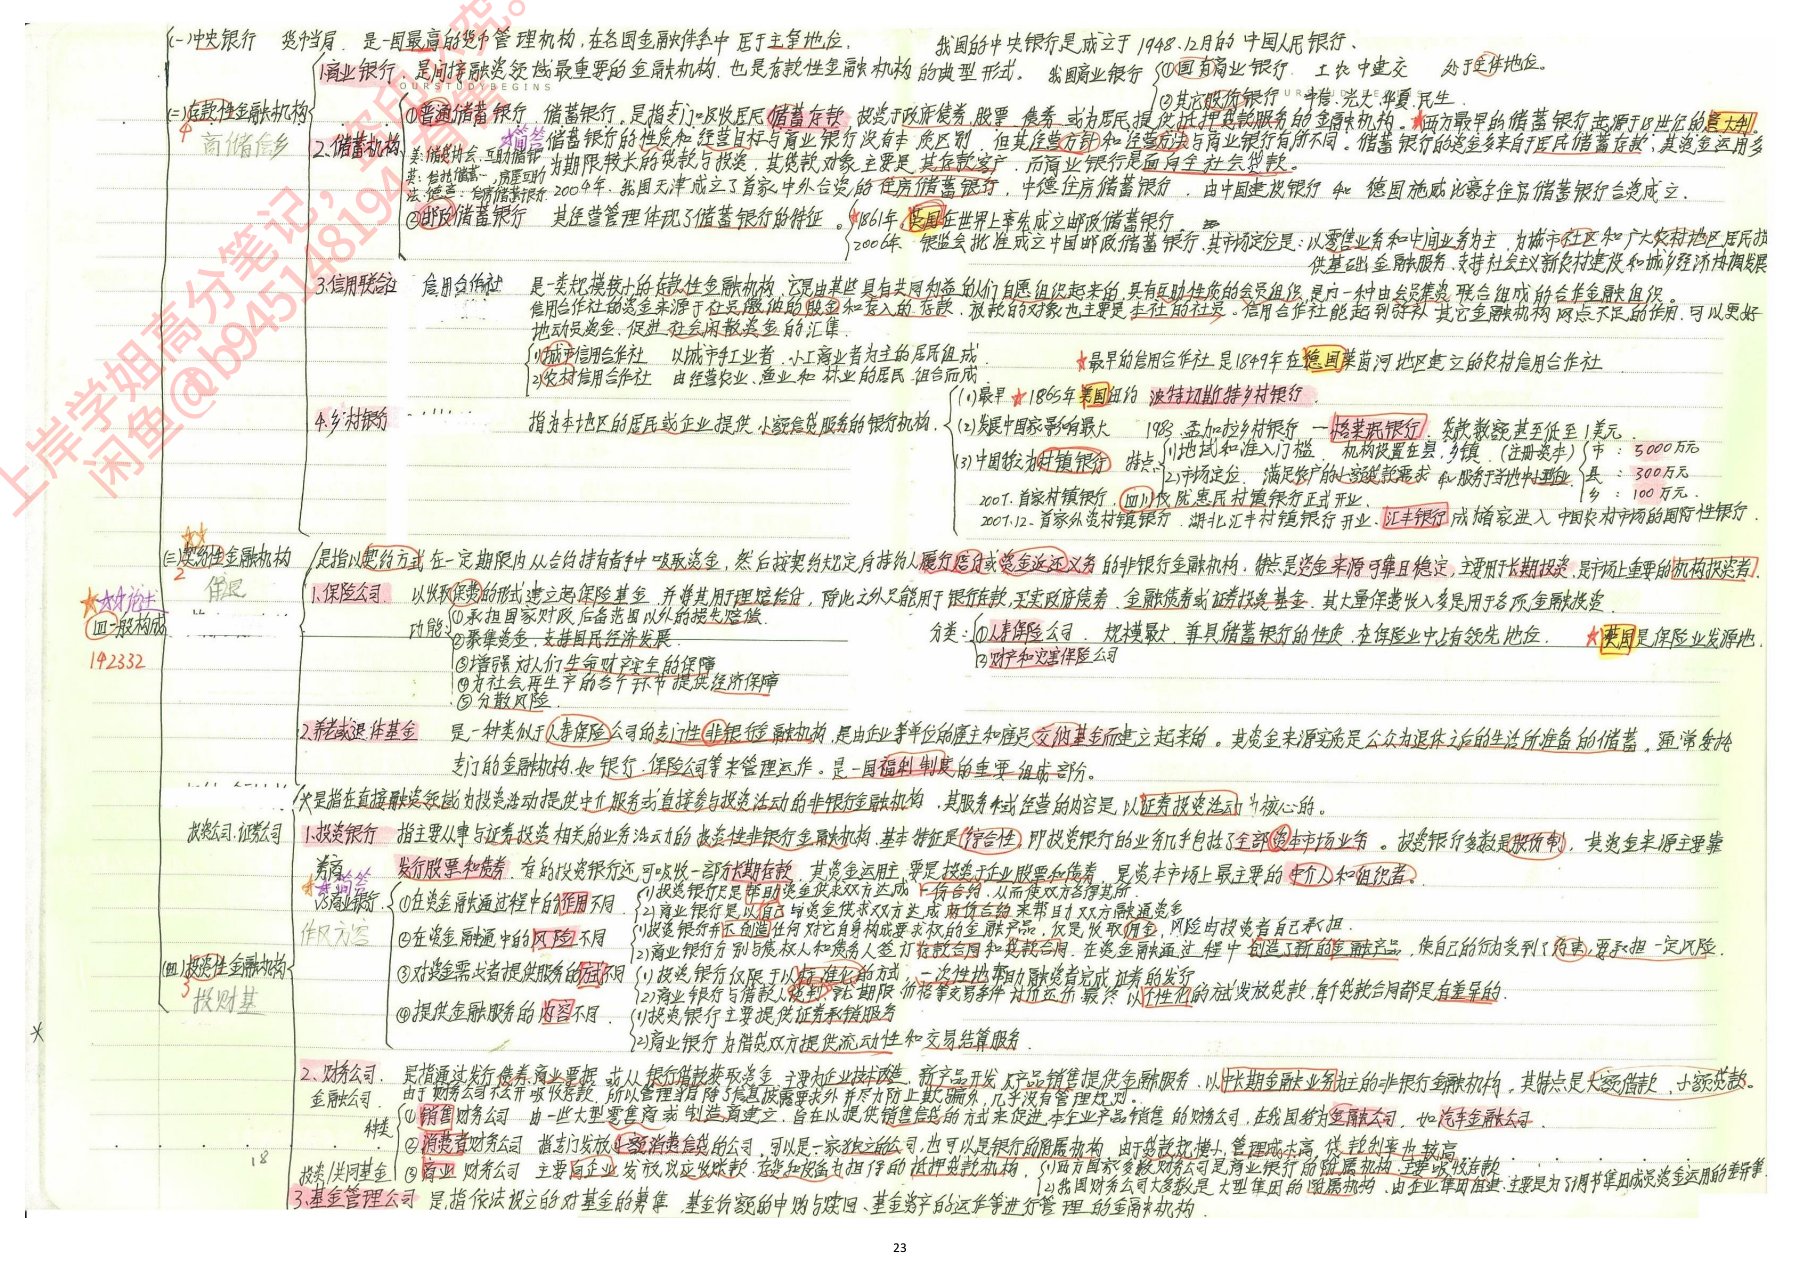 (一)中央银行 货币当局. 是一国最高的货币管理机构,在各国金融体系中居于主导地位. 我国的中央银行是成立于1948.12月的中国人民银行、
1.商业银行 是间接融资领域最重要的金融机构.也是存款性金融机构的典型形式。 我国商业银行 ①国有商业银行. 工农中建交 处于主体地位。
OURSTUDYBEGINS
②其它股份银行 中信.光大.华夏.民生.
(二)存款性金融机构
4
商储信乡
①普通储蓄银行 储蓄银行.是指专门吸收居民储蓄存款 投资于政府债券 股票 债券 或为居民提供抵押贷款服务的金融机构。★西方最早的储蓄银行起源于18世纪的意大利。
2.储蓄机构
★简答 储蓄银行的性质和经营目标与商业银行没有本质区别,但其经营方针和经营方法与商业银行有所不同。储蓄银行的资金多来自于居民储蓄存款,其资金运用多
美:储贷协会.互助储蓄
为期限较长的贷款与投资,其贷款对象主要是其存款客户,而商业银行是面向全社会贷款。
英:信托储蓄
2004年.我国天津成立了首家中外合资的住房储蓄银行,中德住房储蓄银行,由中国建设银行 和 德国施威比豪尔住房储蓄银行合资成立.
②邮政储蓄银行 其经营管理体现了储蓄银行的特征。 ★1861年,英国在世界上率先成立邮政储蓄银行
2006年 银监会批准成立中国邮政储蓄银行.其市场定位是:以零售业务和中间业务为主,为城市社区和广大农村地区居民提
供基础金融服务.支持社会主义新农村建设和城乡经济协调发展
3.信用联合社 信用合作社 是一类规模较小的存款性金融机构.它是由某些具有共同利益的人们自愿组织起来的,具有互助性质的会员组织.是内一种由会员集资联合组成的合作金融组织。
信用合作社的资金来源于社员缴纳的股金和存入的存款,放款的对象也主要是本社的社员。信用合作社能起到弥补其它金融机构网点不足的作用.可以更好
地动员资金.促进社会闲散资金的汇集.
(1)城市信用合作社 以城市手工业者.小工商业者为主的居民组成.
★最早的信用合作社是1849年在德国莱茵河地区建立的农村信用合作社
(2)农村信用合作社 由经营农业、渔业和林业的居民组合而成.
4.乡村银行 指为本地区的居民或企业提供小额信贷服务的银行机构.
(1)最早 ★1865年美国纽约 波特切斯特乡村银行.
(2)发展中国家影响最大 1983 孟加拉乡村银行 — 格莱珉银行.贷款数额甚至低至1美元.
(3)中国称为村镇银行 特点 (1)地域和准入门槛. 机构设置在县,乡镇. (注册资本) 市:5000万元
(2)市场定位. 满足农户的小额贷款需求 和服务于当地中小型企业. 县:300万元
乡:100万元.
2007.首家村镇银行.四川仪陇惠民村镇银行正式开业.
2007.12.首家外资村镇银行.湖北汇丰村镇银行开业.汇丰银行成为首家进入中国农村市场的国际性银行.
★★
(三)契约性金融机构
2
保退
是指以契约方式在一定期限内从合约持有者手中吸取资金,然后按契约规定向持约人履行赔付或资金返还义务的非银行金融机构.特点是资金来源可靠且稳定,主要用于长期投资.是市场上重要的机构投资者.
★★分论述
四一般构成
142332
1.保险公司. 以收取保费的形式建立起保险基金.并将其用于理赔给付,除此之外只能用于银行存款,买卖政府债券.金融债券或证券投资基金.其大量保费收入多是用于各项金融投资.
功能 ①承担国家财政后备范围以外的损失赔偿.
②聚集资金,支持国民经济发展.
③增强对人们生命财产安全的保障
④为社会再生产的各个环节提供经济保障
⑤分散风险.
分类: ①人寿保险公司. 规模最大 兼具储蓄银行的性质.在保险业中占有领先地位.
②财产和灾害保险公司
★英国是保险业发源地.
2.养老或退休基金 是一种类似于人寿保险公司的专门性非银行金融机构,是由企业等单位的雇主和雇员交纳基金而建立起来的。其资金来源实质是公众为退休之后的生活所准备的储蓄,通常委托
专门的金融机构.如银行.保险公司等来管理运作。是一国福利制度的重要组成部分。
是指在直接融资领域为投资活动提供中介服务或直接参与投资活动的非银行金融机构.其服务或经营的内容是以证券投资活动为核心的。
投资公司.证券公司
1.投资银行 指主要从事与证券投资相关的业务活动的投资性非银行金融机构.基本特征是综合性,即投资银行的业务几乎包括了全部资本市场业务。投资银行多数是股份制,其资金来源主要靠
券商 发行股票和债券.有的投资银行还可吸收一部分长期存款.其资金运用主要是投资于企业股票和债券,是资本市场上最主要的中介人和组织者。
★★简答
VS商业银行.
作风方容
①在资金融通过程中的作用不同. (1)投资银行只是帮助资金供求双方达成一份合约,从而使双方各得其所.
(2)商业银行是以自己与资金供求双方达成两份合约来帮助双方融通资金
②在资金融通中的风险不同 (1)投资银行并不创造任何对它自身构成要求权的金融产品,仅是收取佣金,风险由投资者自己承担.
(2)商业银行分别与债权人和债务人签订存款合同和贷款合同.在资金融通过程中创造了新的金融产品,使自己的行为受到了约束,要承担一定风险.
③对资金需求者提供服务的方式不同 (1)投资银行仅限于以标准化的方式.一次性地帮助融资者完成证券的发行
(2)商业银行与借款人谈判.就期限.价格等交易条件讨价还价最终以个性化的方式发放贷款,每个贷款合同都是有差异的.
④提供金融服务的内容不同. (1)投资银行主要提供证券承销服务
(2)商业银行为借贷双方提供流动性和交易结算服务.
(四)投资性金融机构
3
投财基
*
2、财务公司. 是指通过发行债券.商业票据或从银行借款获取资金.主要为企业技术改造、新产品开发及产品销售提供金融服务.以中长期金融业务为主的非银行金融机构,其特点是大额借款,小额贷款。
金融公司. 由于财务公司不公开吸收存款,所以管理当局除了信息披露要求外并尽力防止欺骗外,几乎没有管理规则.
种类 ①销售财务公司 由一些大型零售商或制造商建立,旨在以提供销售信贷的方式来促进本企业产品销售的财务公司,在我国称为金融公司,如汽车金融公司.
②消费者财务公司 指专门发放小额消费信贷的公司.可以是一家独立的公司,也可以是银行的附属机构.由于贷款规模小,管理成本高,贷款利率也较高.
③商业财务公司 主要向企业发放以应收账款.存货和设备为担保的抵押贷款机构. (1)西方国家多数财务公司是商业银行的附属机构.主要吸收存款
(2)我国财务公司大多数是大型集团的附属机构.由企业集团组建.主要是为了调节集团成员资金运用的差异等.
18
投资/共同基金
3.基金管理公司 是指依法设立的对基金的募集.基金份额的申购与赎回、基金资产的运作等进行管理的金融机构.
上岸学姐高分笔记,
闲鱼@b945148194
23